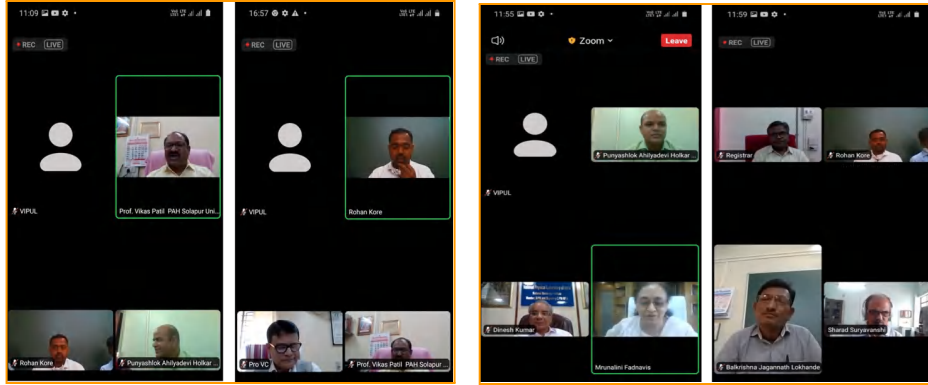 11:09
REC LIVE
Prof. Vikas Patil PAH Solapur Uni...
VIPUL
Rohan Kore
Punyashlok Ahilyadevi Holkar ...
16:57
REC LIVE
VIPUL
Rohan Kore
Pro VC
Prof. Vikas Patil PAH Solapur ...
11:55
Zoom
Leave
REC LIVE
Punyashlok Ahilyadevi Holkar ...
VIPUL
Dinesh Kumar
Mrunalini Fadnavis
11:59
REC LIVE
Registrar
Rohan Kore
Balkrishna Jagannath Lokhande
Sharad Suryavanshi